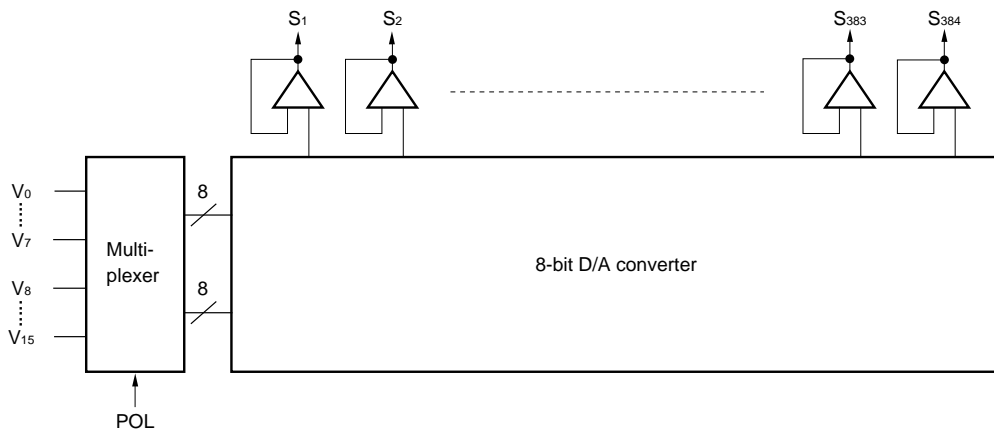 S1 S2 S383 S384
V0
V7
V8
V15
Multi-
plexer
8
8
8-bit D/A converter
POL